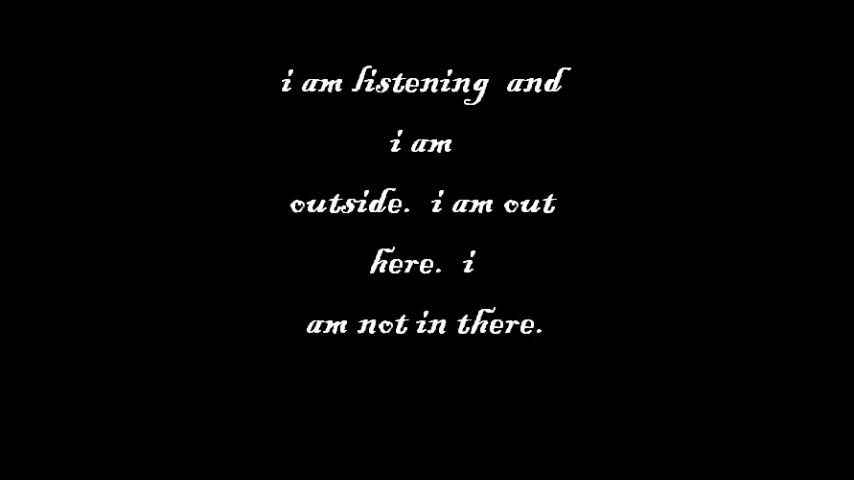 i am listening and
i am
outside. i am out
here. i
am not in there.